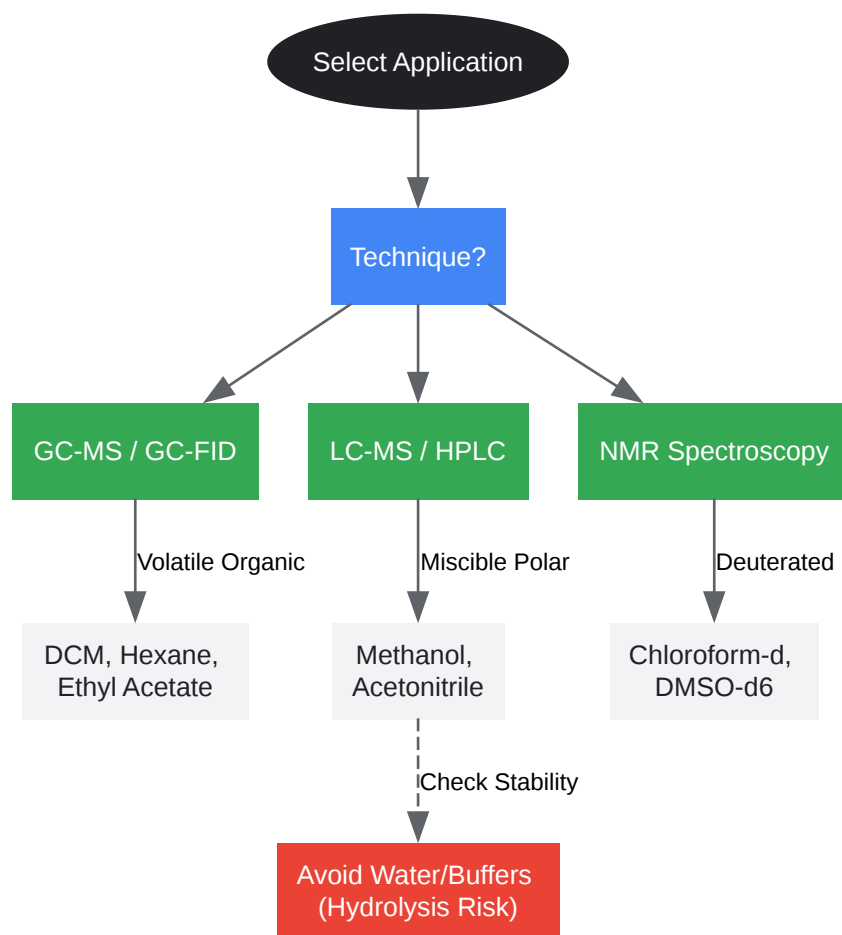 Select Application
Technique?
GC-MS / GC-FID
LC-MS / HPLC
NMR Spectroscopy
Volatile Organic
Miscible Polar
Deuterated
DCM, Hexane,
Ethyl Acetate
Methanol,
Acetonitrile
Chloroform-d,
DMSO-d6
Check Stability
Avoid Water/Buffers
(Hydrolysis Risk)